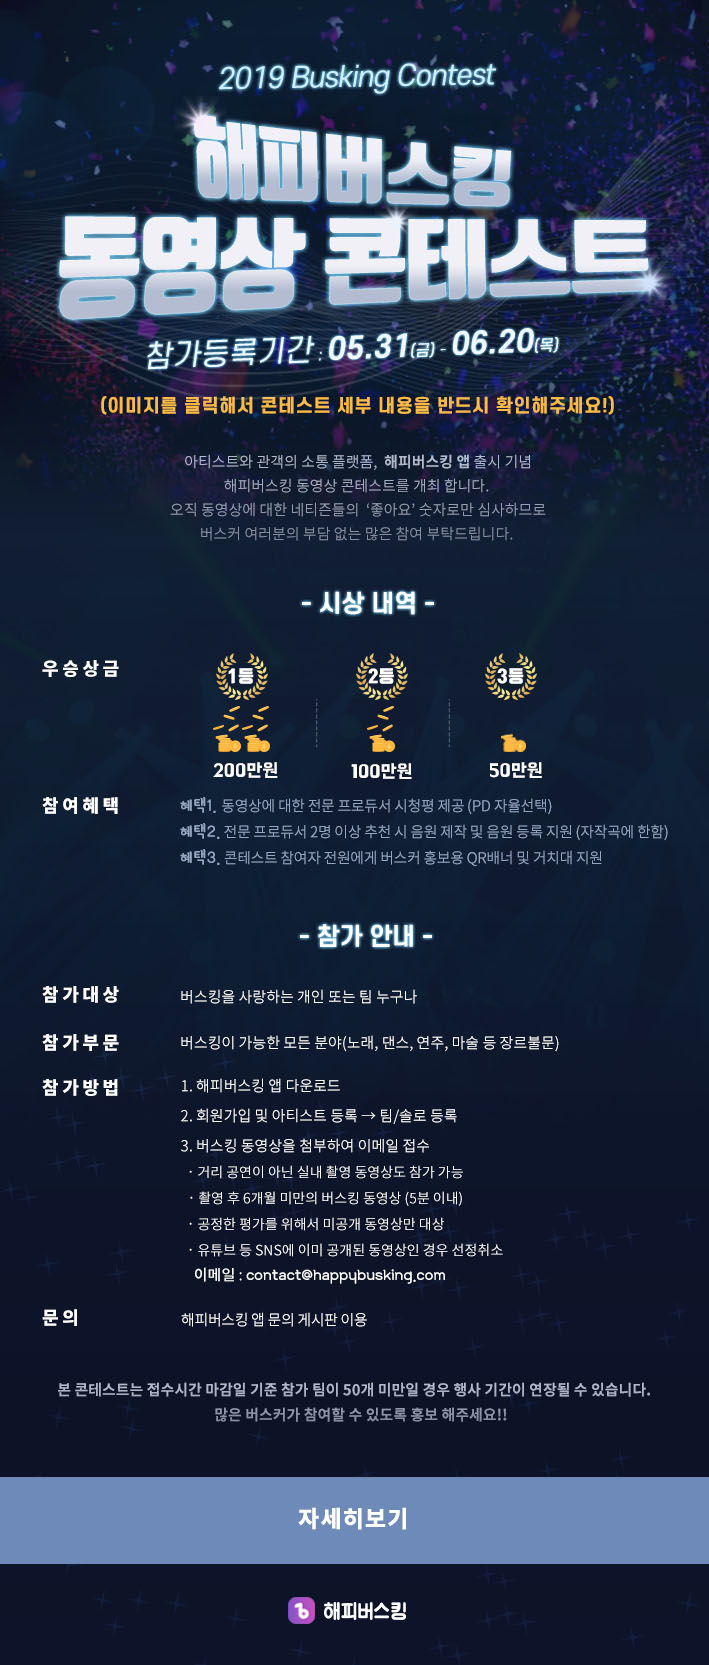 2019 Busking Contest
해피버스킹
동영상 콘테스트
참가등록기간 : 05.31(금) - 06.20(목)
(이미지를 클릭해서 콘테스트 세부 내용을 반드시 확인해주세요!)
아티스트와 관객의 소통 플랫폼, 해피버스킹 앱 출시 기념
해피버스킹 동영상 콘테스트를 개최 합니다.
오직 동영상에 대한 네티즌들의 ‘좋아요’ 숫자로만 심사하므로
버스커 여러분의 부담 없는 많은 참여 부탁드립니다.
- 시상 내역 -
우승상금
1등 2등 3등
200만원 100만원 50만원
참여혜택
혜택1. 동영상에 대한 전문 프로듀서 시청평 제공 (PD 자율선택)
혜택2. 전문 프로듀서 2명 이상 추천 시 음원 제작 및 음원 등록 지원 (자작곡에 한함)
혜택3. 콘테스트 참여자 전원에게 버스커 홍보용 QR배너 및 거치대 지원
- 참가 안내 -
참가대상 버스킹을 사랑하는 개인 또는 팀 누구나
참가부문 버스킹이 가능한 모든 분야(노래, 댄스, 연주, 마술 등 장르불문)
참가방법 1. 해피버스킹 앱 다운로드
2. 회원가입 및 아티스트 등록 → 팀/솔로 등록
3. 버스킹 동영상을 첨부하여 이메일 접수
· 거리 공연이 아닌 실내 촬영 동영상도 참가 가능
· 촬영 후 6개월 미만의 버스킹 동영상 (5분 이내)
· 공정한 평가를 위해서 미공개 동영상만 대상
· 유튜브 등 SNS에 이미 공개된 동영상인 경우 선정취소
이메일 : contact@happybusking.com
문의 해피버스킹 앱 문의 게시판 이용
본 콘테스트는 접수시간 마감일 기준 참가 팀이 50개 미만일 경우 행사 기간이 연장될 수 있습니다.
많은 버스커가 참여할 수 있도록 홍보 해주세요!!
자세히보기
해피버스킹